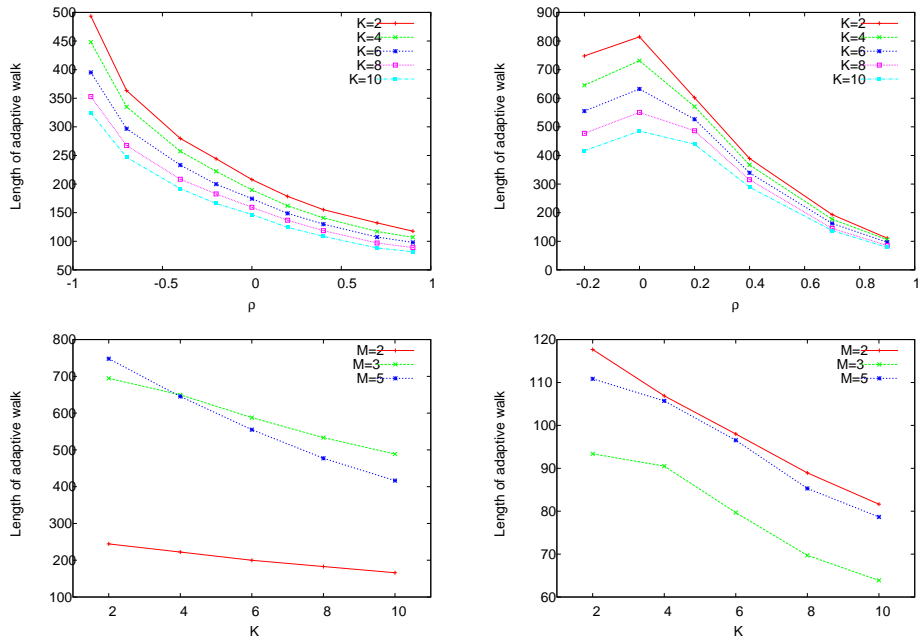 500
450
400
350
300
250
200
150
100
50
-1
-0.5
0
0.5
1
ρ
Length of adaptive walk
K=2
K=4
K=6
K=8
K=10
900
800
700
600
500
400
300
200
100
0
-0.2
0
0.2
0.4
0.6
0.8
1
ρ
Length of adaptive walk
K=2
K=4
K=6
K=8
K=10
800
700
600
500
400
300
200
100
2
4
6
8
10
K
Length of adaptive walk
M=2
M=3
M=5
120
110
100
90
80
70
60
2
4
6
8
10
K
Length of adaptive walk
M=2
M=3
M=5